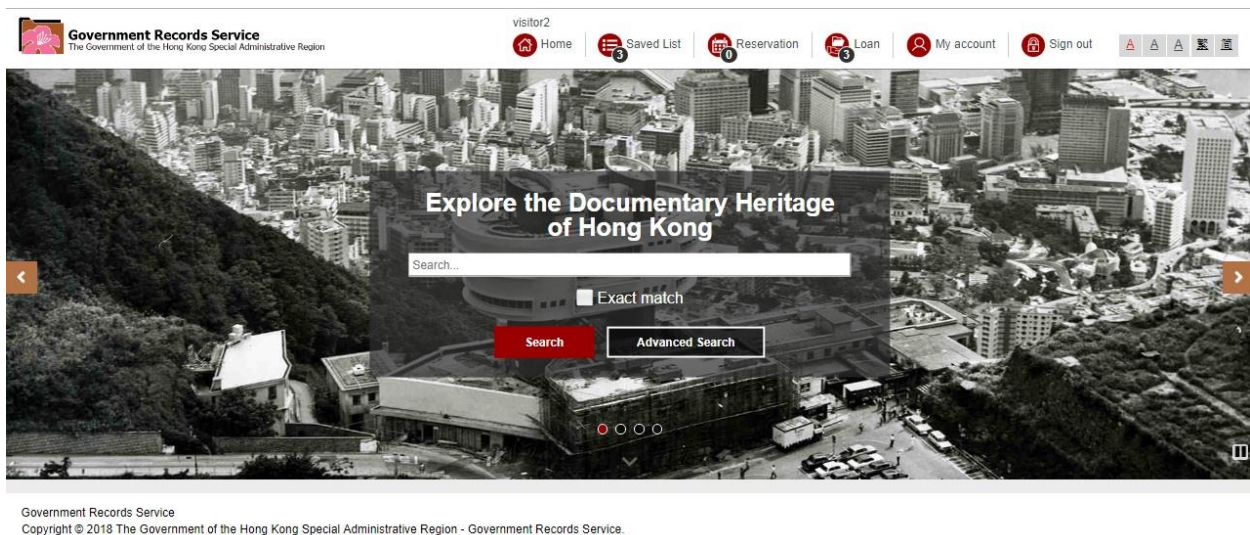 visitor2
Government Records Service
The Government of the Hong Kong Special Administrative Region
Home
3
Saved List
0
Reservation
3
Loan
My account
Sign out
A A A 繁 简
Explore the Documentary Heritage
of Hong Kong
Search...
Exact match
Search
Advanced Search
Government Records Service
Copyright © 2018 The Government of the Hong Kong Special Administrative Region - Government Records Service.